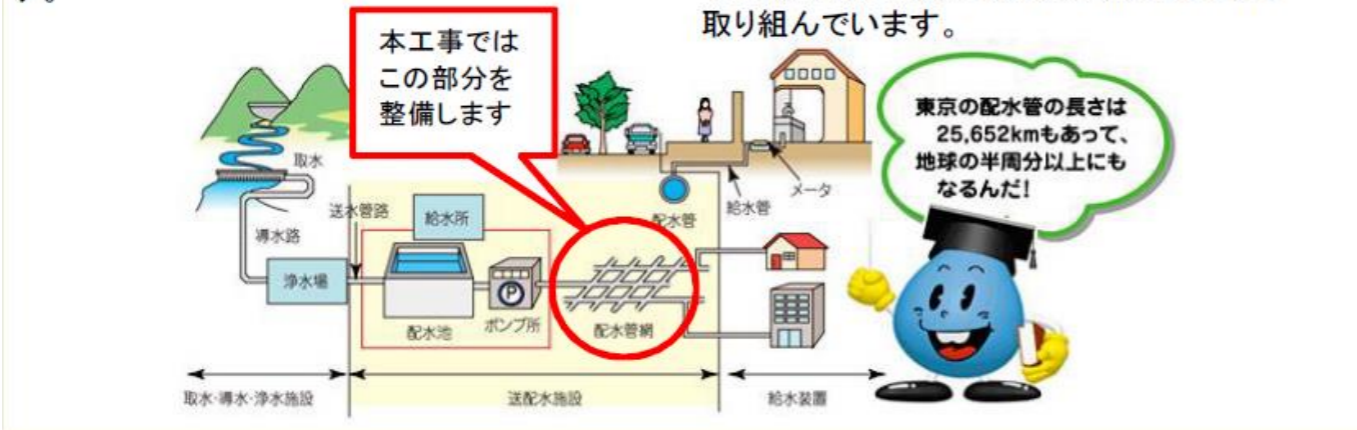 す。
取り組んでいます。
本工事では
この部分を
整備します
東京の配水管の長さは
25,652kmもあって、
地球の半周分以上にも
なるんだ!
取水
導水路
浄水場
送水管路
給水所
配水池
P
ポンプ所
配水管網
配水管
給水管
メータ
取水・導水・浄水施設
送配水施設
給水装置